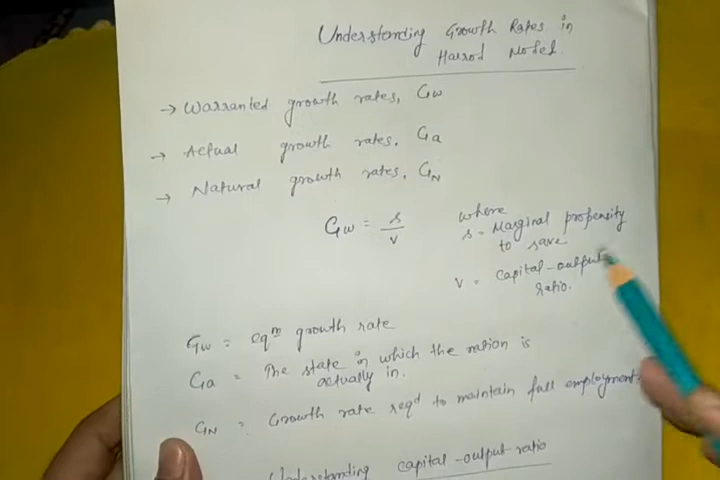 Understanding Growth Rates in
Harrod Model.
→ Warranted growth rates, Gw
→ Actual growth rates, Ga
→ Natural growth rates, GN
Gw = s/v
where
s = Marginal propensity
to save
v = capital-output
ratio.
Gw = eqm growth rate
Ga = The state in which the nation is
actually in.
GN = Growth rate reqd to maintain full employment.
Understanding capital-output ratio